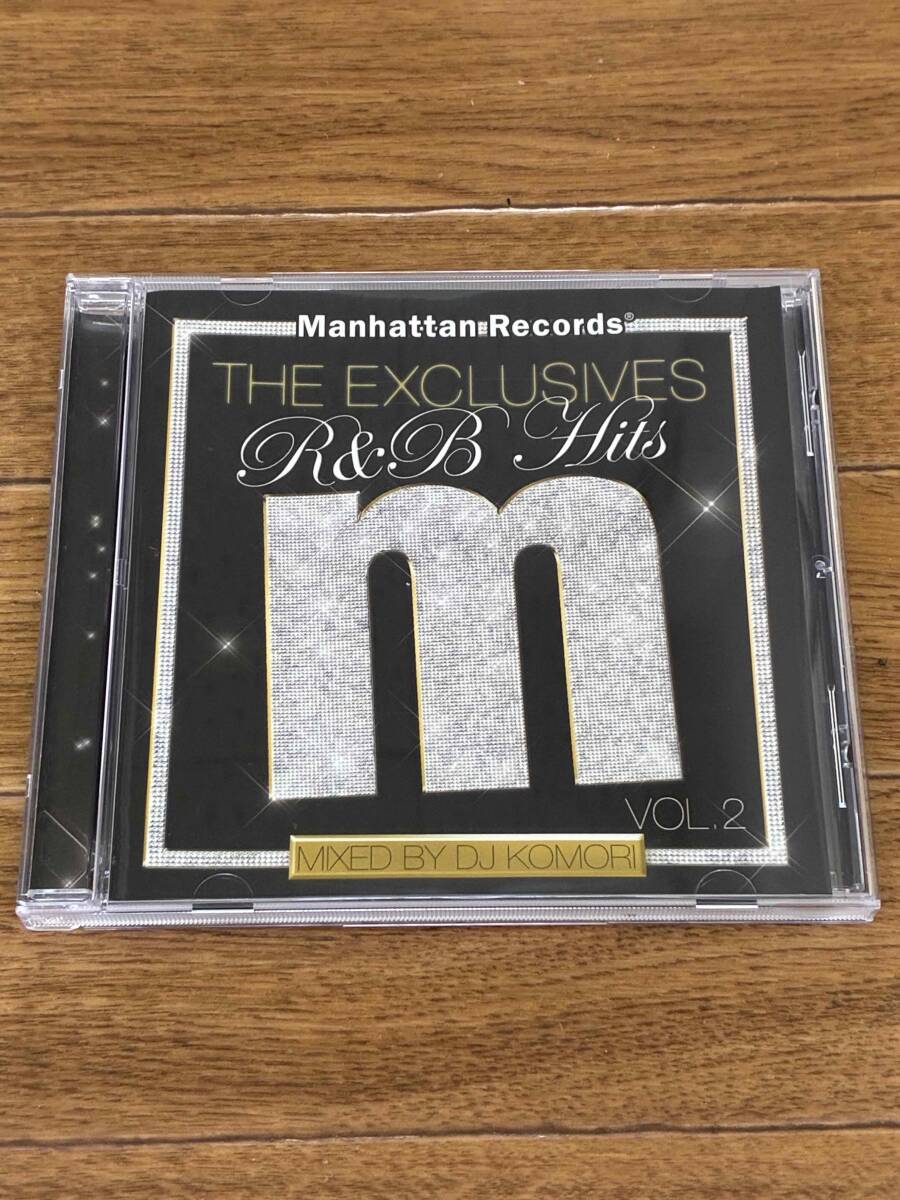 Manhattan Records®
THE EXCLUSIVES
R&B Hits
m
VOL.2
MIXED BY DJ KOMORI